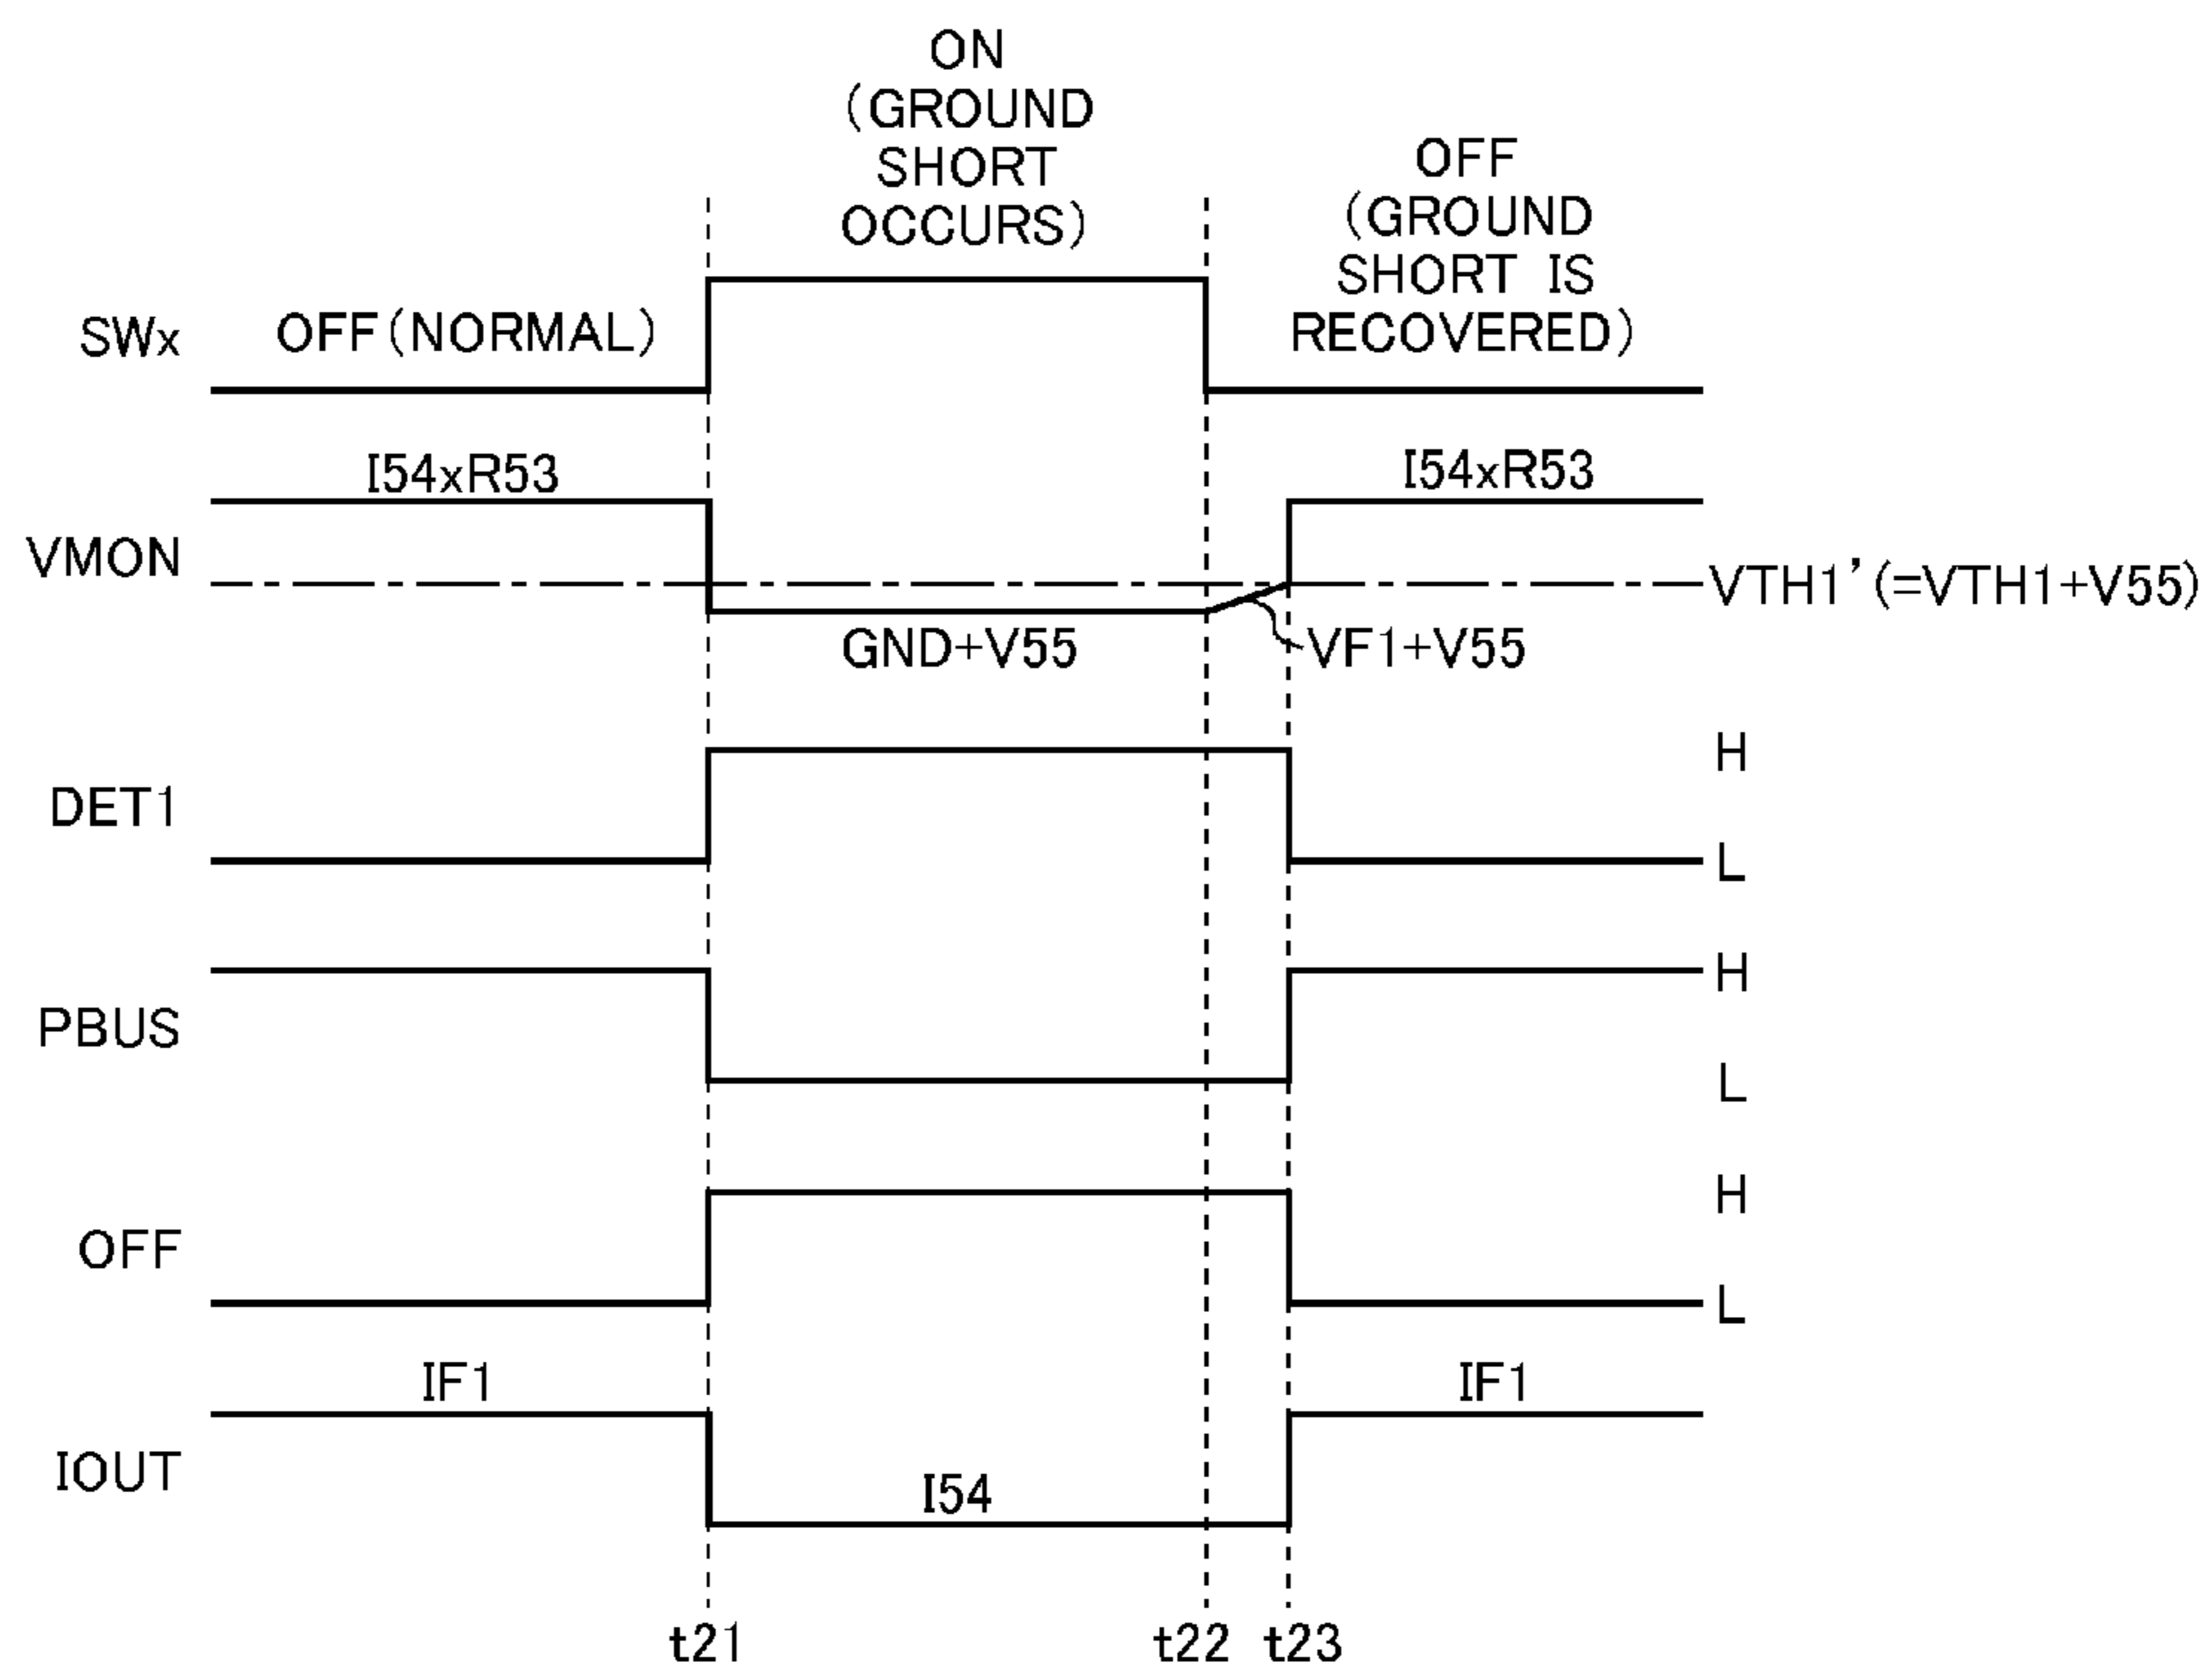 ON
(GROUND
SHORT
OCCURS)
OFF
(GROUND
SHORT IS
RECOVERED)
SWx
OFF(NORMAL)
I54xR53
I54xR53
VMON
VTH1'(=VTH1+V55)
GND+V55
VF1+V55
H
DET1
L
H
PBUS
L
H
OFF
L
IF1
IF1
IOUT
I54
t21
t22
t23